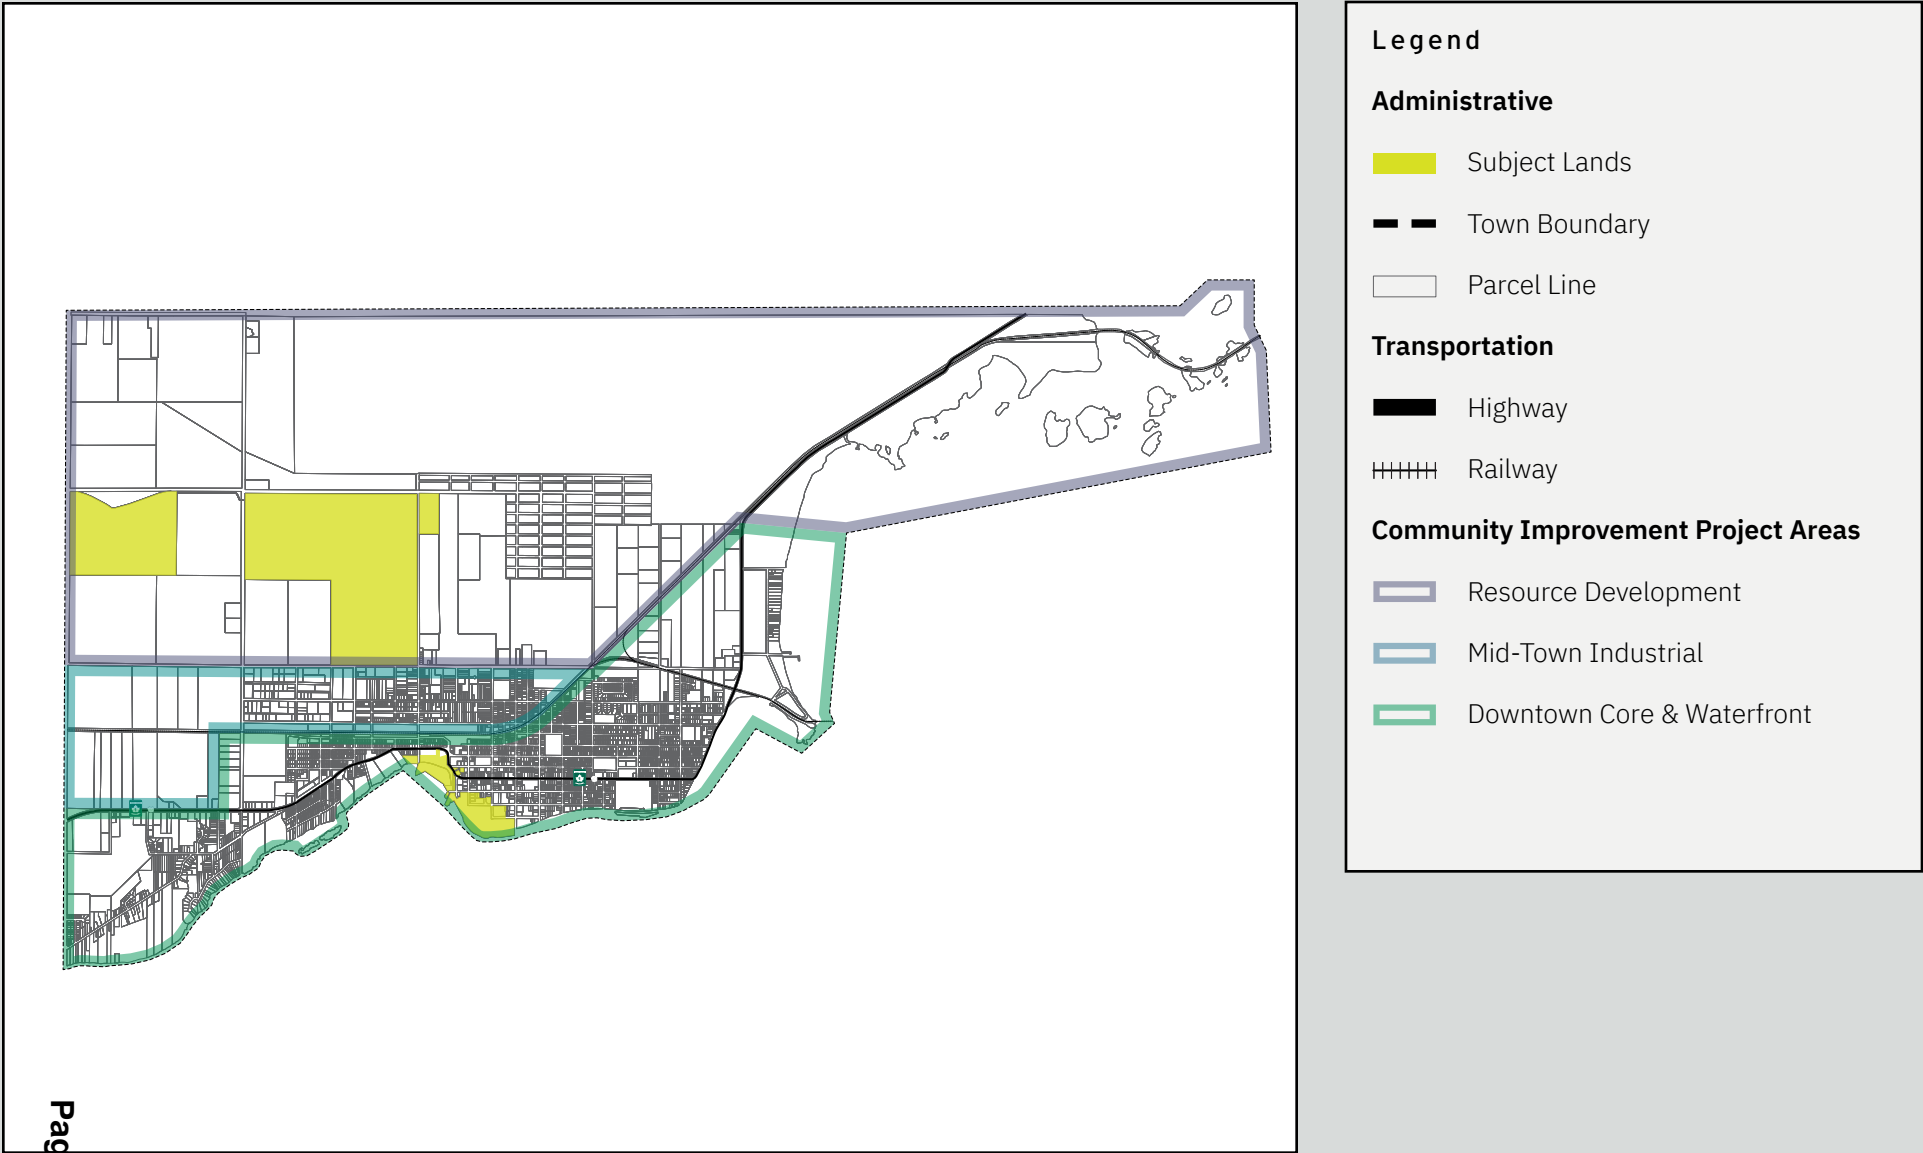 Legend
Administrative
Subject Lands
Town Boundary
Parcel Line
Transportation
Highway
Railway
Community Improvement Project Areas
Resource Development
Mid-Town Industrial
Downtown Core & Waterfront
Pag